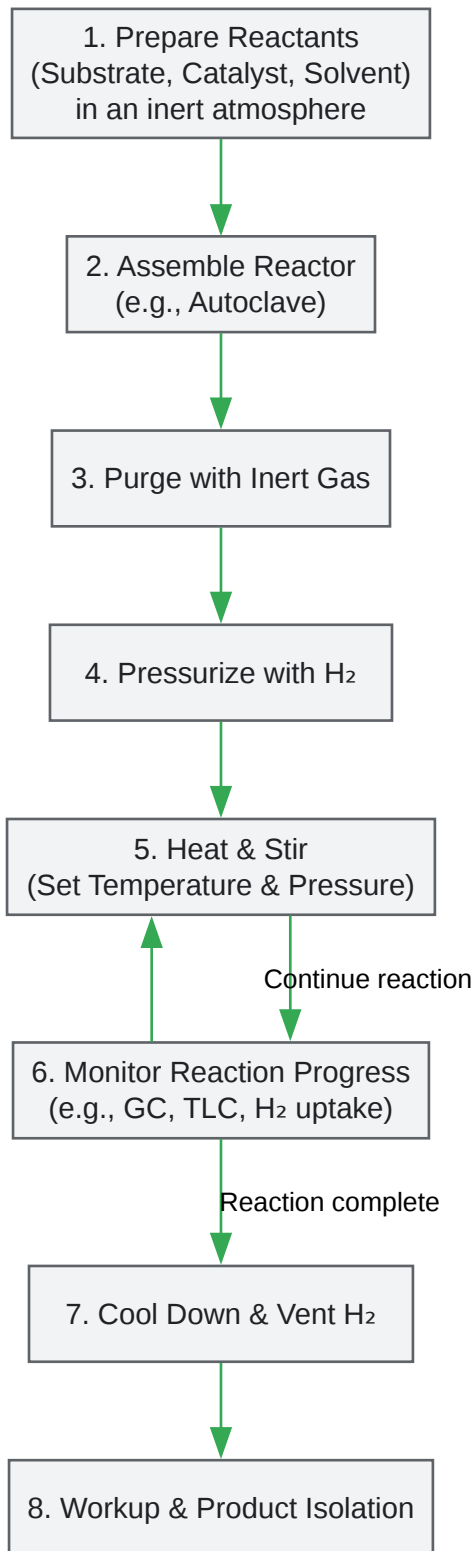 1. Prepare Reactants
(Substrate, Catalyst, Solvent)
in an inert atmosphere
2. Assemble Reactor
(e.g., Autoclave)
3. Purge with Inert Gas
4. Pressurize with H₂
5. Heat & Stir
(Set Temperature & Pressure)
Continue reaction
6. Monitor Reaction Progress
(e.g., GC, TLC, H₂ uptake)
Reaction complete
7. Cool Down & Vent H₂
8. Workup & Product Isolation